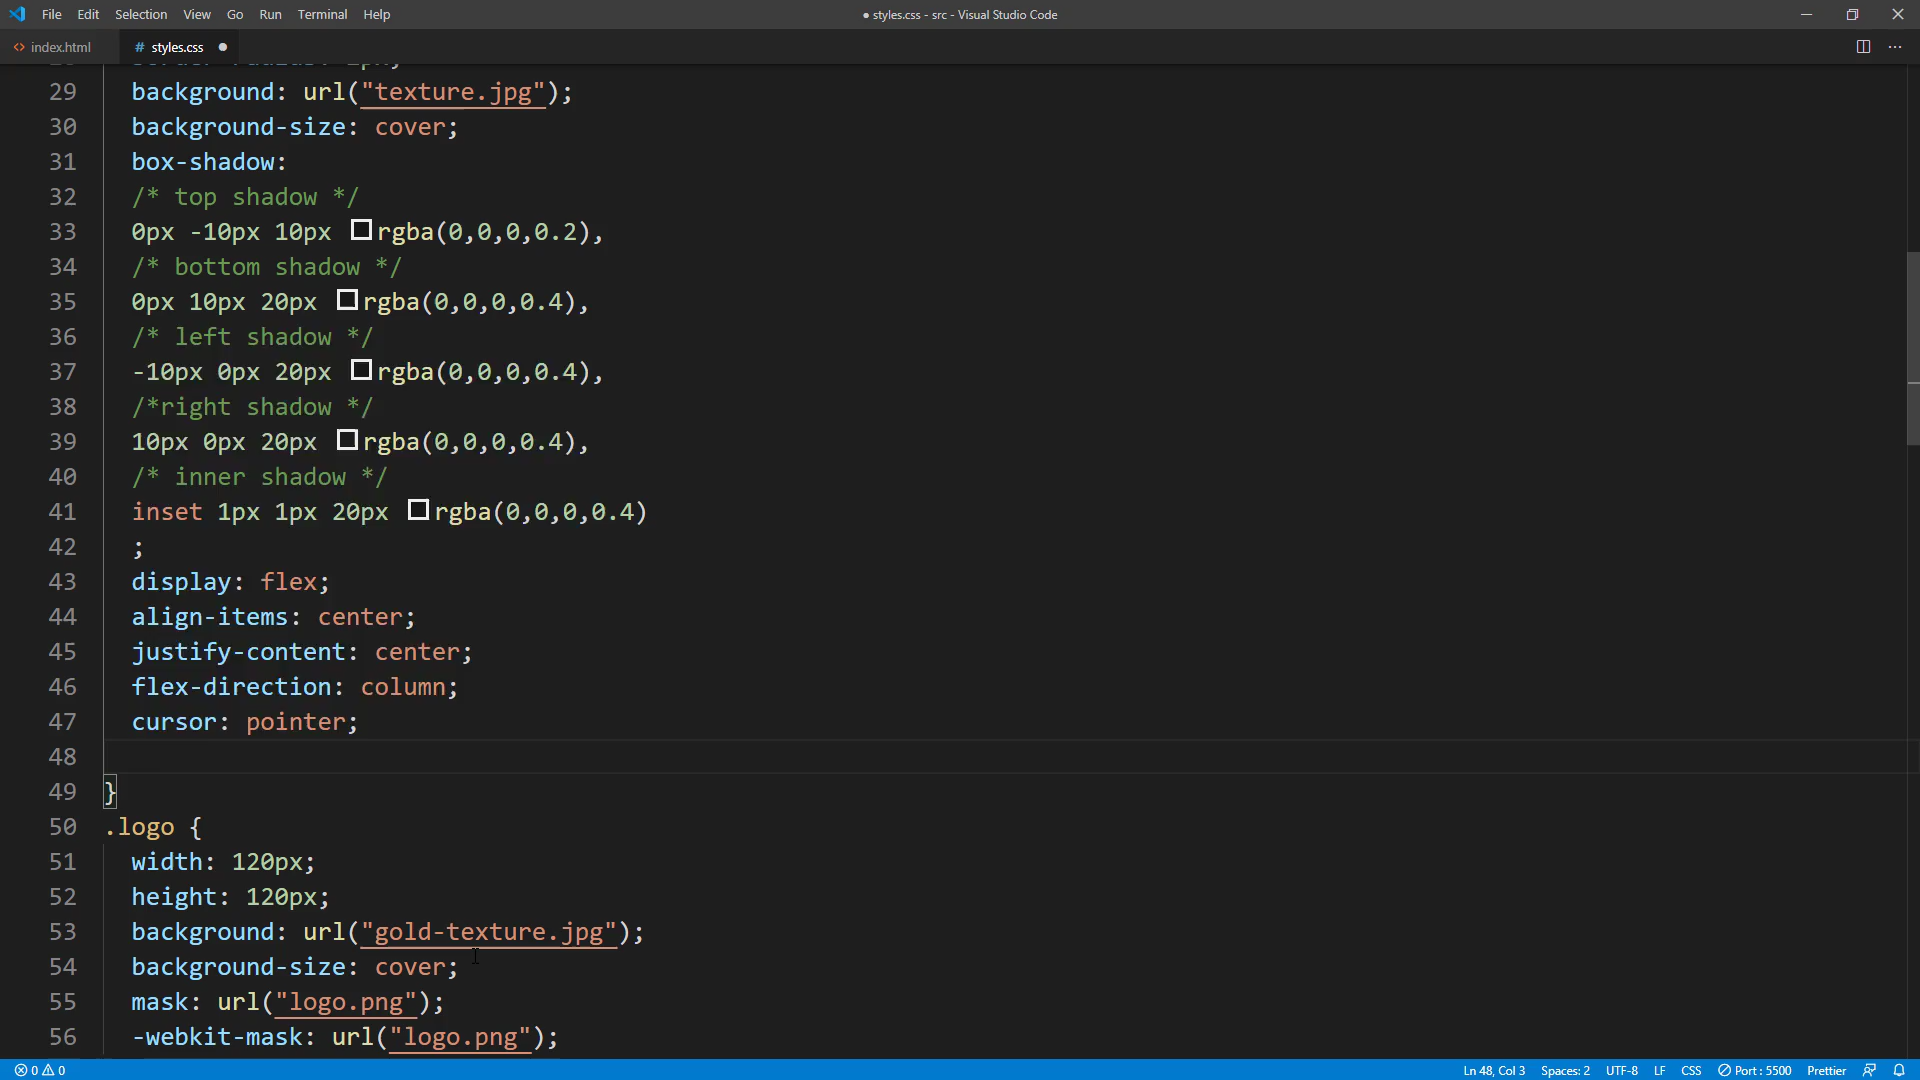 File Edit Selection View Go Run Terminal Help
● styles.css - src - Visual Studio Code
<> index.html
# styles.css ●
29 background: url("texture.jpg");
30 background-size: cover;
31 box-shadow:
32 /* top shadow */
33 0px -10px 10px rgba(0,0,0,0.2),
34 /* bottom shadow */
35 0px 10px 20px rgba(0,0,0,0.4),
36 /* left shadow */
37 -10px 0px 20px rgba(0,0,0,0.4),
38 /*right shadow */
39 10px 0px 20px rgba(0,0,0,0.4),
40 /* inner shadow */
41 inset 1px 1px 20px rgba(0,0,0,0.4)
42 ;
43 display: flex;
44 align-items: center;
45 justify-content: center;
46 flex-direction: column;
47 cursor: pointer;
48
49 }
50 .logo {
51 width: 120px;
52 height: 120px;
53 background: url("gold-texture.jpg");
54 background-size: cover;
55 mask: url("logo.png");
56 -webkit-mask: url("logo.png");
0 0 Ln 48, Col 3 Spaces: 2 UTF-8 LF CSS Port : 5500 Prettier